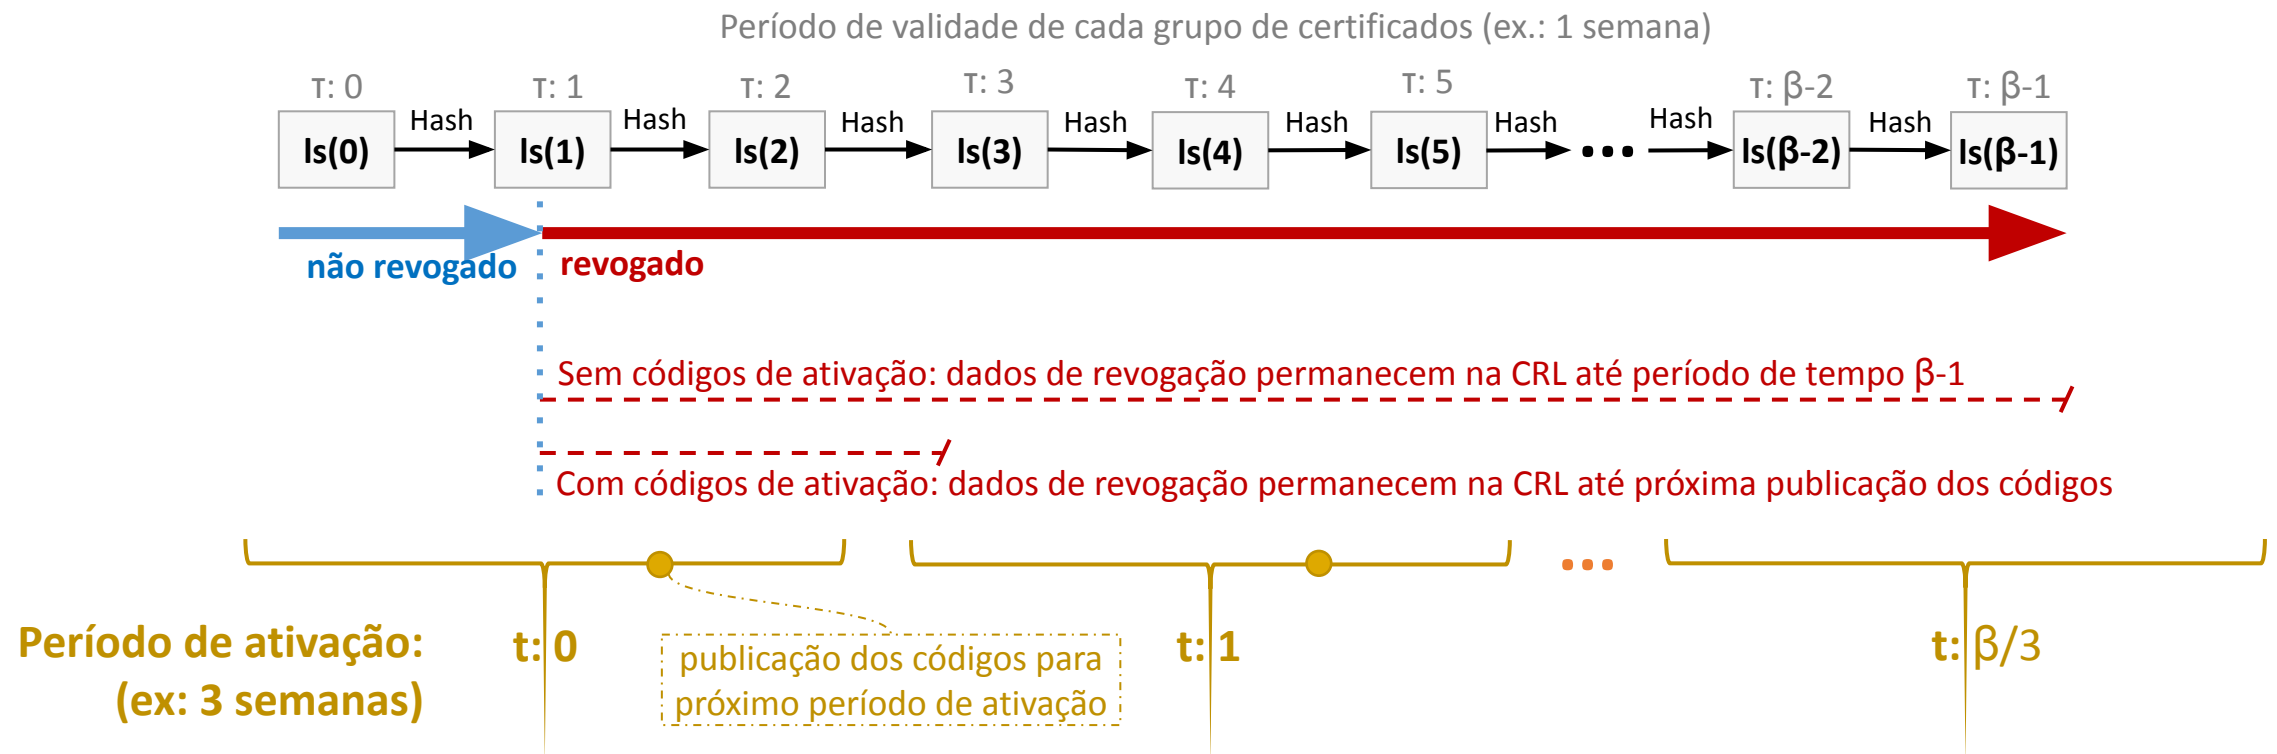 Período de validade de cada grupo de certificados (ex.: 1 semana)
τ: 0 τ: 1 τ: 2 τ: 3 τ: 4 τ: 5 τ: β-2 τ: β-1
Hash Hash Hash Hash Hash Hash Hash Hash
ls(0) ls(1) ls(2) ls(3) ls(4) ls(5) ... ls(β-2) ls(β-1)
não revogado revogado
Sem códigos de ativação: dados de revogação permanecem na CRL até período de tempo β-1
Com códigos de ativação: dados de revogação permanecem na CRL até próxima publicação dos códigos
...
Período de ativação:
(ex: 3 semanas)
t: 0
publicação dos códigos para
próximo período de ativação
t: 1
t: β/3